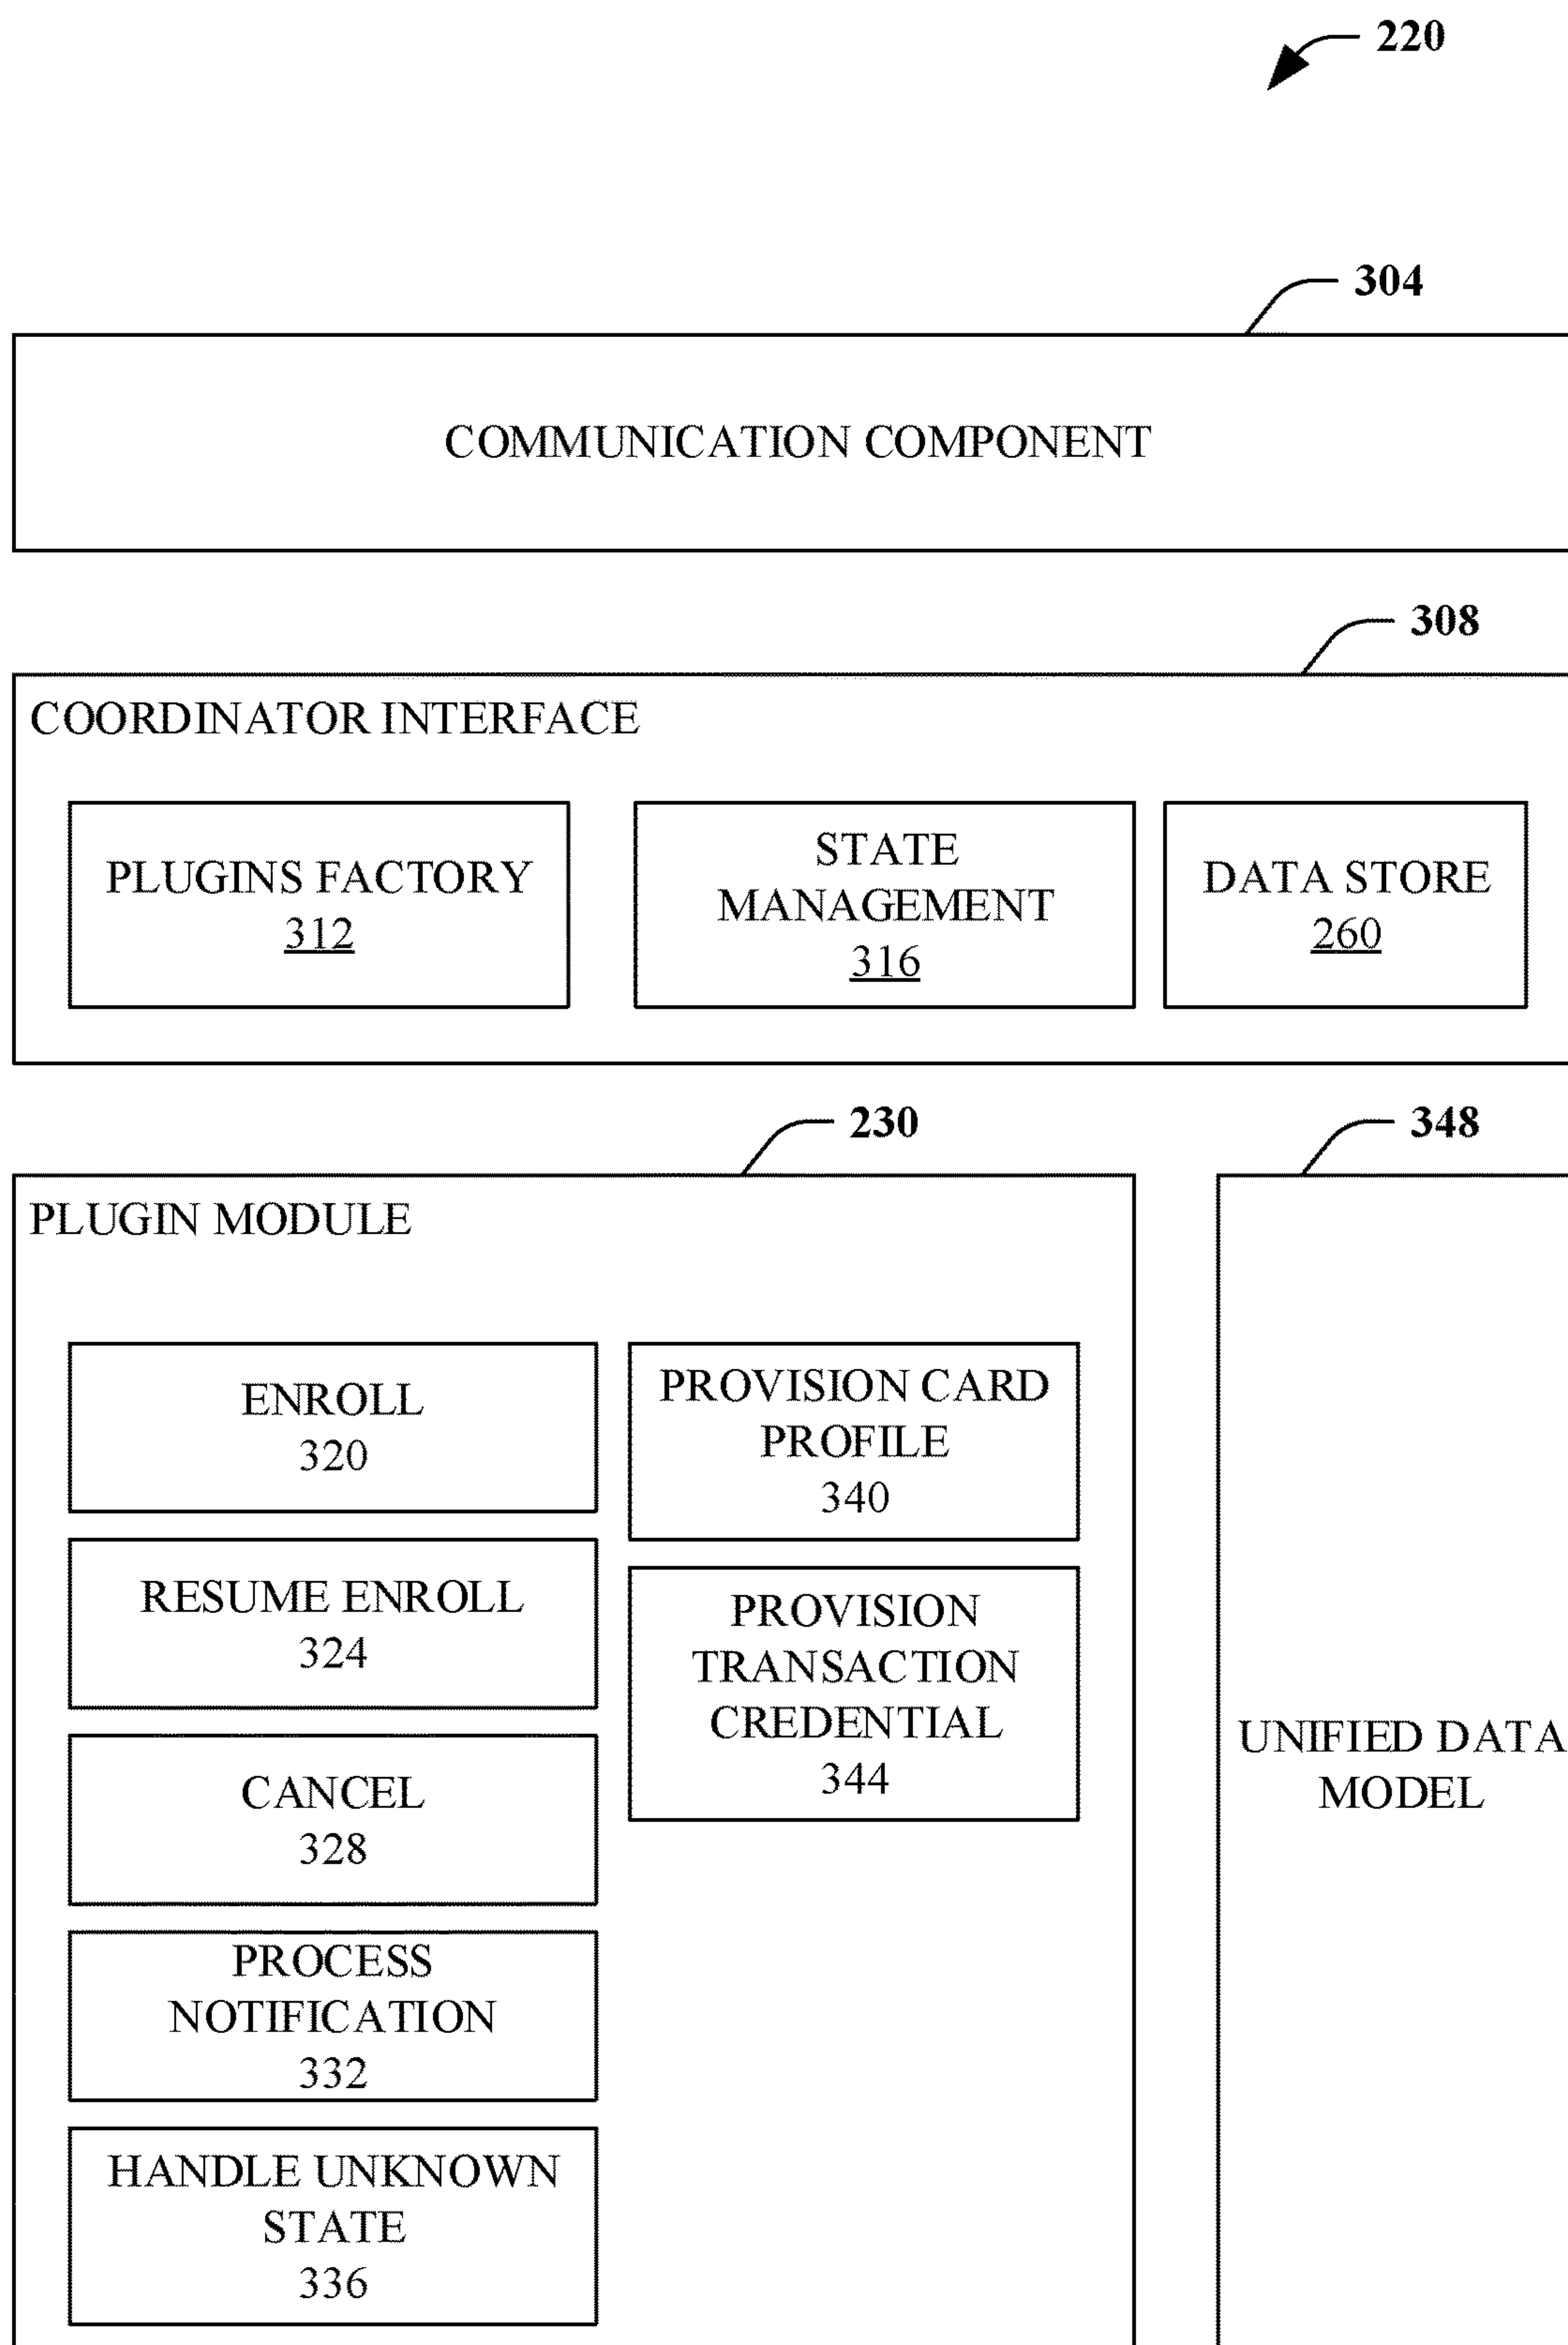 220
304
COMMUNICATION COMPONENT
308
COORDINATOR INTERFACE
PLUGINS FACTORY
312
STATE
MANAGEMENT
316
DATA STORE
260
230
348
PLUGIN MODULE
ENROLL
320
RESUME ENROLL
324
CANCEL
328
PROCESS
NOTIFICATION
332
HANDLE UNKNOWN
STATE
336
PROVISION CARD
PROFILE
340
PROVISION
TRANSACTION
CREDENTIAL
344
UNIFIED DATA
MODEL